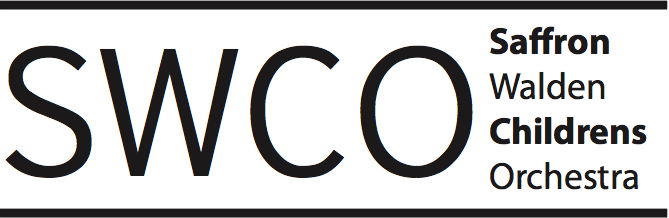 SWCO
Saffron
Walden
Childrens
Orchestra